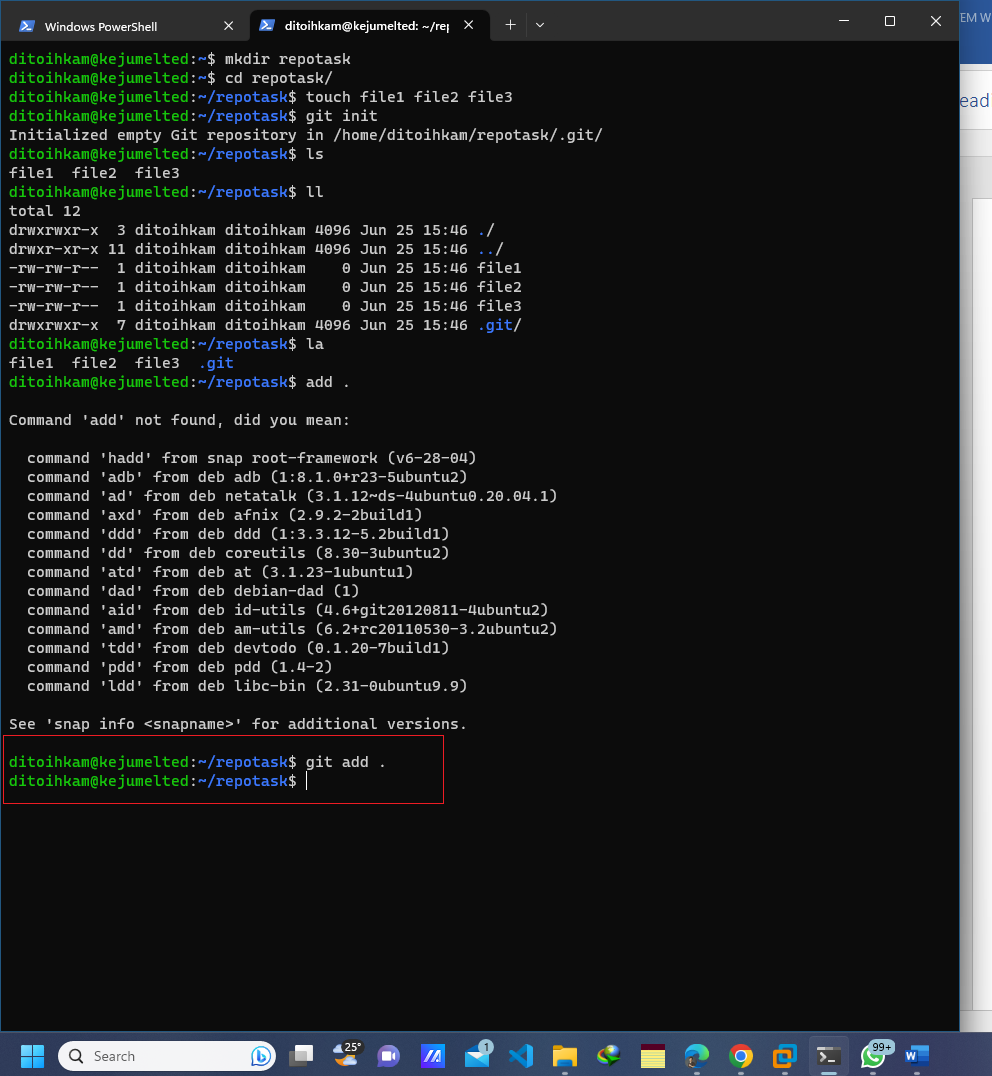 Windows PowerShell
ditoihkam@kejumelted: ~/rep
EM W
ead
ditoihkam@kejumelted:~$ mkdir repotask
ditoihkam@kejumelted:~$ cd repotask/
ditoihkam@kejumelted:~/repotask$ touch file1 file2 file3
ditoihkam@kejumelted:~/repotask$ git init
Initialized empty Git repository in /home/ditoihkam/repotask/.git/
ditoihkam@kejumelted:~/repotask$ ls
file1  file2  file3
ditoihkam@kejumelted:~/repotask$ ll
total 12
drwxrwxr-x  3 ditoihkam ditoihkam 4096 Jun 25 15:46 ./
drwxr-xr-x 11 ditoihkam ditoihkam 4096 Jun 25 15:46 ../
-rw-rw-r--  1 ditoihkam ditoihkam    0 Jun 25 15:46 file1
-rw-rw-r--  1 ditoihkam ditoihkam    0 Jun 25 15:46 file2
-rw-rw-r--  1 ditoihkam ditoihkam    0 Jun 25 15:46 file3
drwxrwxr-x  7 ditoihkam ditoihkam 4096 Jun 25 15:46 .git/
ditoihkam@kejumelted:~/repotask$ la
file1  file2  file3  .git
ditoihkam@kejumelted:~/repotask$ add .
Command 'add' not found, did you mean:
command 'hadd' from snap root-framework (v6-28-04)
command 'adb' from deb adb (1:8.1.0+r23-5ubuntu2)
command 'ad' from deb netatalk (3.1.12~ds-4ubuntu0.20.04.1)
command 'axd' from deb afnix (2.9.2-2build1)
command 'ddd' from deb ddd (1:3.3.12-5.2build1)
command 'dd' from deb coreutils (8.30-3ubuntu2)
command 'atd' from deb at (3.1.23-1ubuntu1)
command 'dad' from deb debian-dad (1)
command 'aid' from deb id-utils (4.6+git20120811-4ubuntu2)
command 'amd' from deb am-utils (6.2+rc20110530-3.2ubuntu2)
command 'tdd' from deb devtodo (0.1.20-7build1)
command 'pdd' from deb pdd (1.4-2)
command 'ldd' from deb libc-bin (2.31-0ubuntu9.9)
See 'snap info <snapname>' for additional versions.
ditoihkam@kejumelted:~/repotask$ git add .
ditoihkam@kejumelted:~/repotask$
Search
25°
1
99+